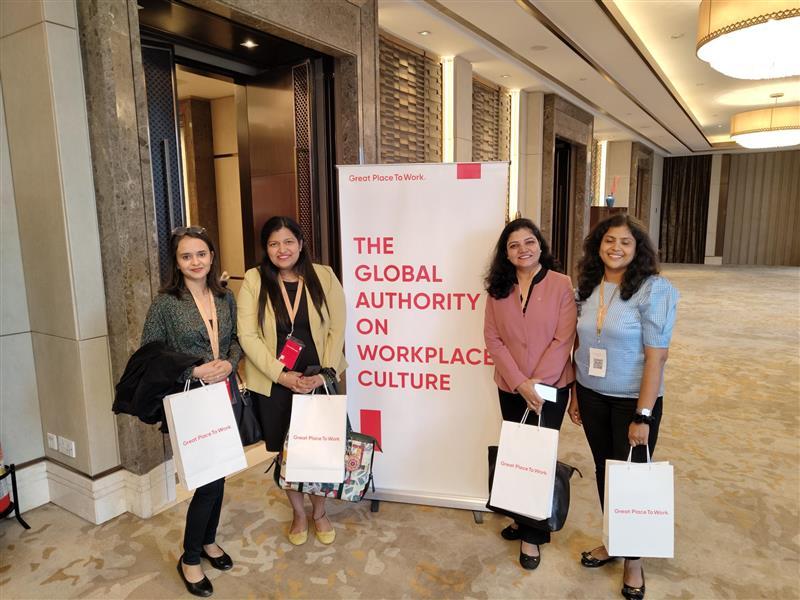 Great Place To Work.
THE
GLOBAL
AUTHORITY
ON
WORKPLACE
CULTURE
Great Place To Work.
Great Place To Work.
Great Place To Work.
Great Place To Work.